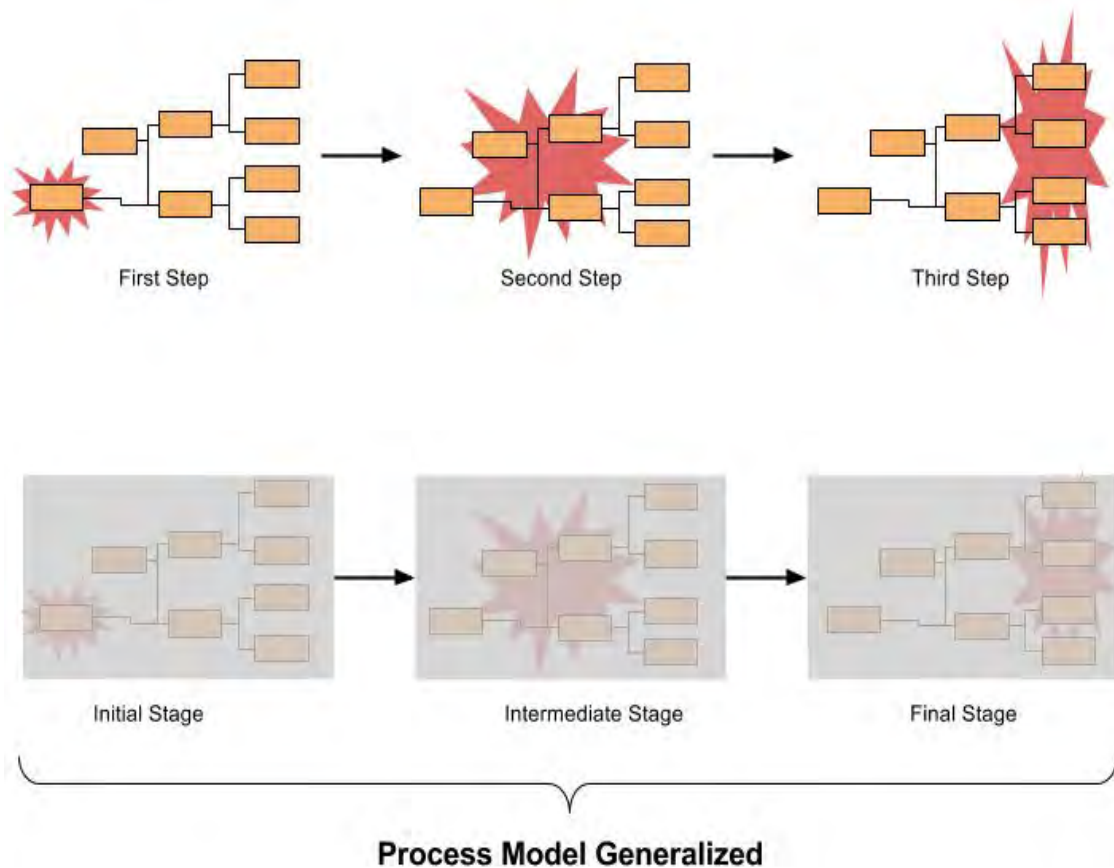 First Step
Second Step
Third Step
Initial Stage
Intermediate Stage
Final Stage
Process Model Generalized